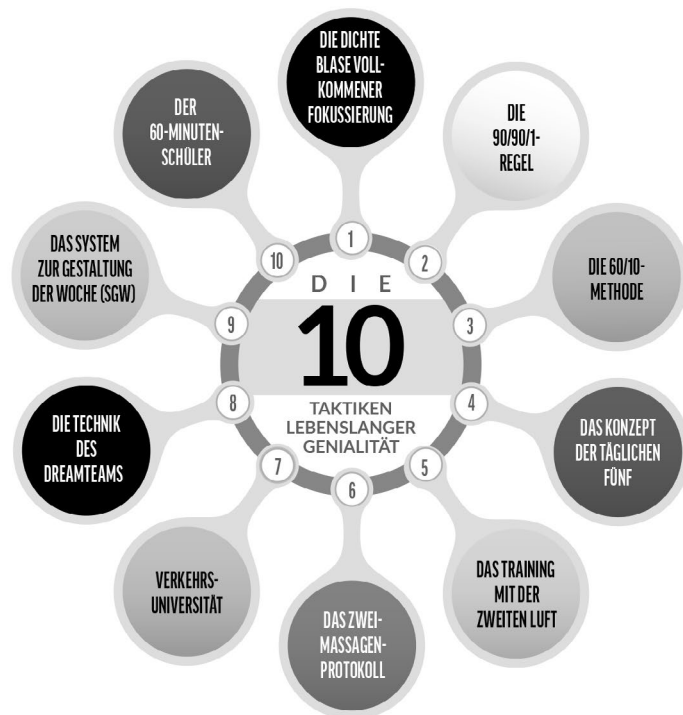 DIE
10
TAKTIKEN
LEBENSLANGER
GENIALITÄT
1
DIE DICHTE
BLASE VOLL-
KOMMENER
FOKUSSIERUNG
2
DIE
90/90/1-
REGEL
3
DIE 60/10-
METHODE
4
DAS KONZEPT
DER TÄGLICHEN
FÜNF
5
DAS TRAINING
MIT DER
ZWEITEN LUFT
6
DAS ZWEI-
MASSAGEN-
PROTOKOLL
7
VERKEHRS-
UNIVERSITÄT
8
DIE TECHNIK
DES
DREAMTEAMS
9
DAS SYSTEM
ZUR GESTALTUNG
DER WOCHE (SGW)
10
DER
60-MINUTEN-
SCHÜLER